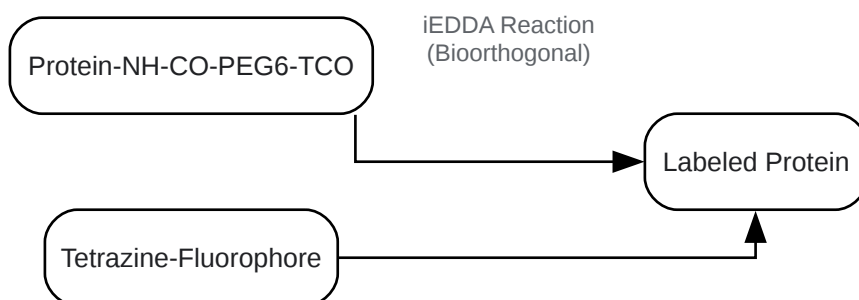 iEDDA Reaction
(Bioorthogonal)
Protein-NH-CO-PEG6-TCO
Labeled Protein
Tetrazine-Fluorophore